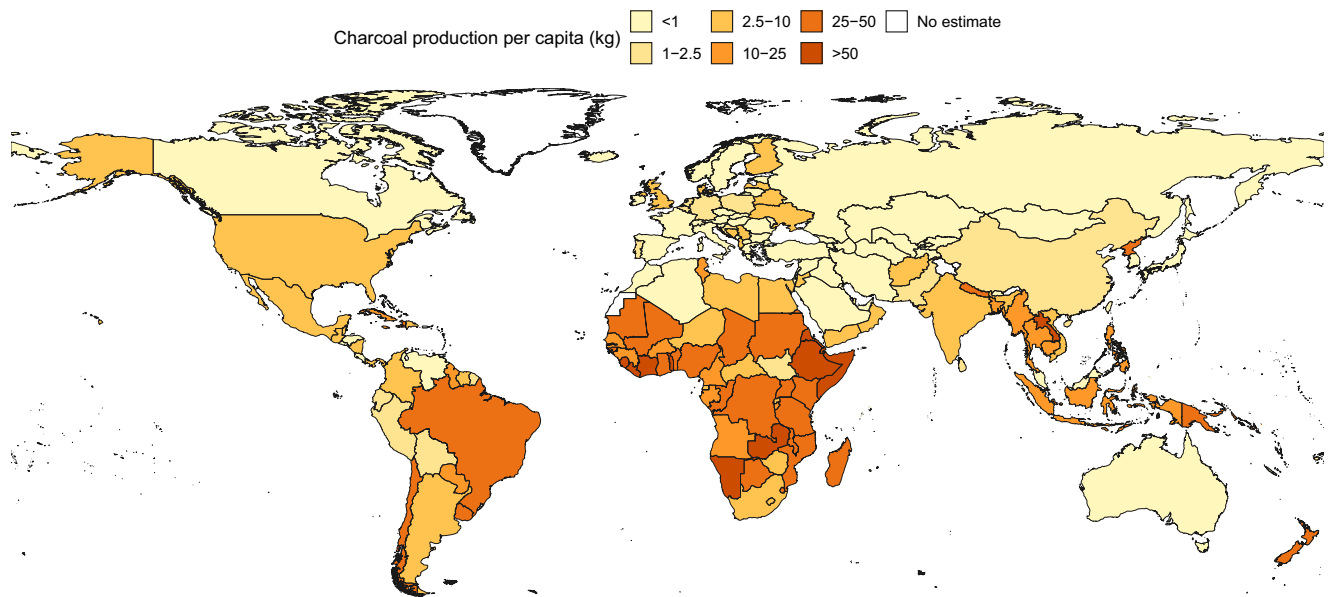 <1 2.5−10 25−50 No estimate
Charcoal production per capita (kg)
1−2.5 10−25 >50